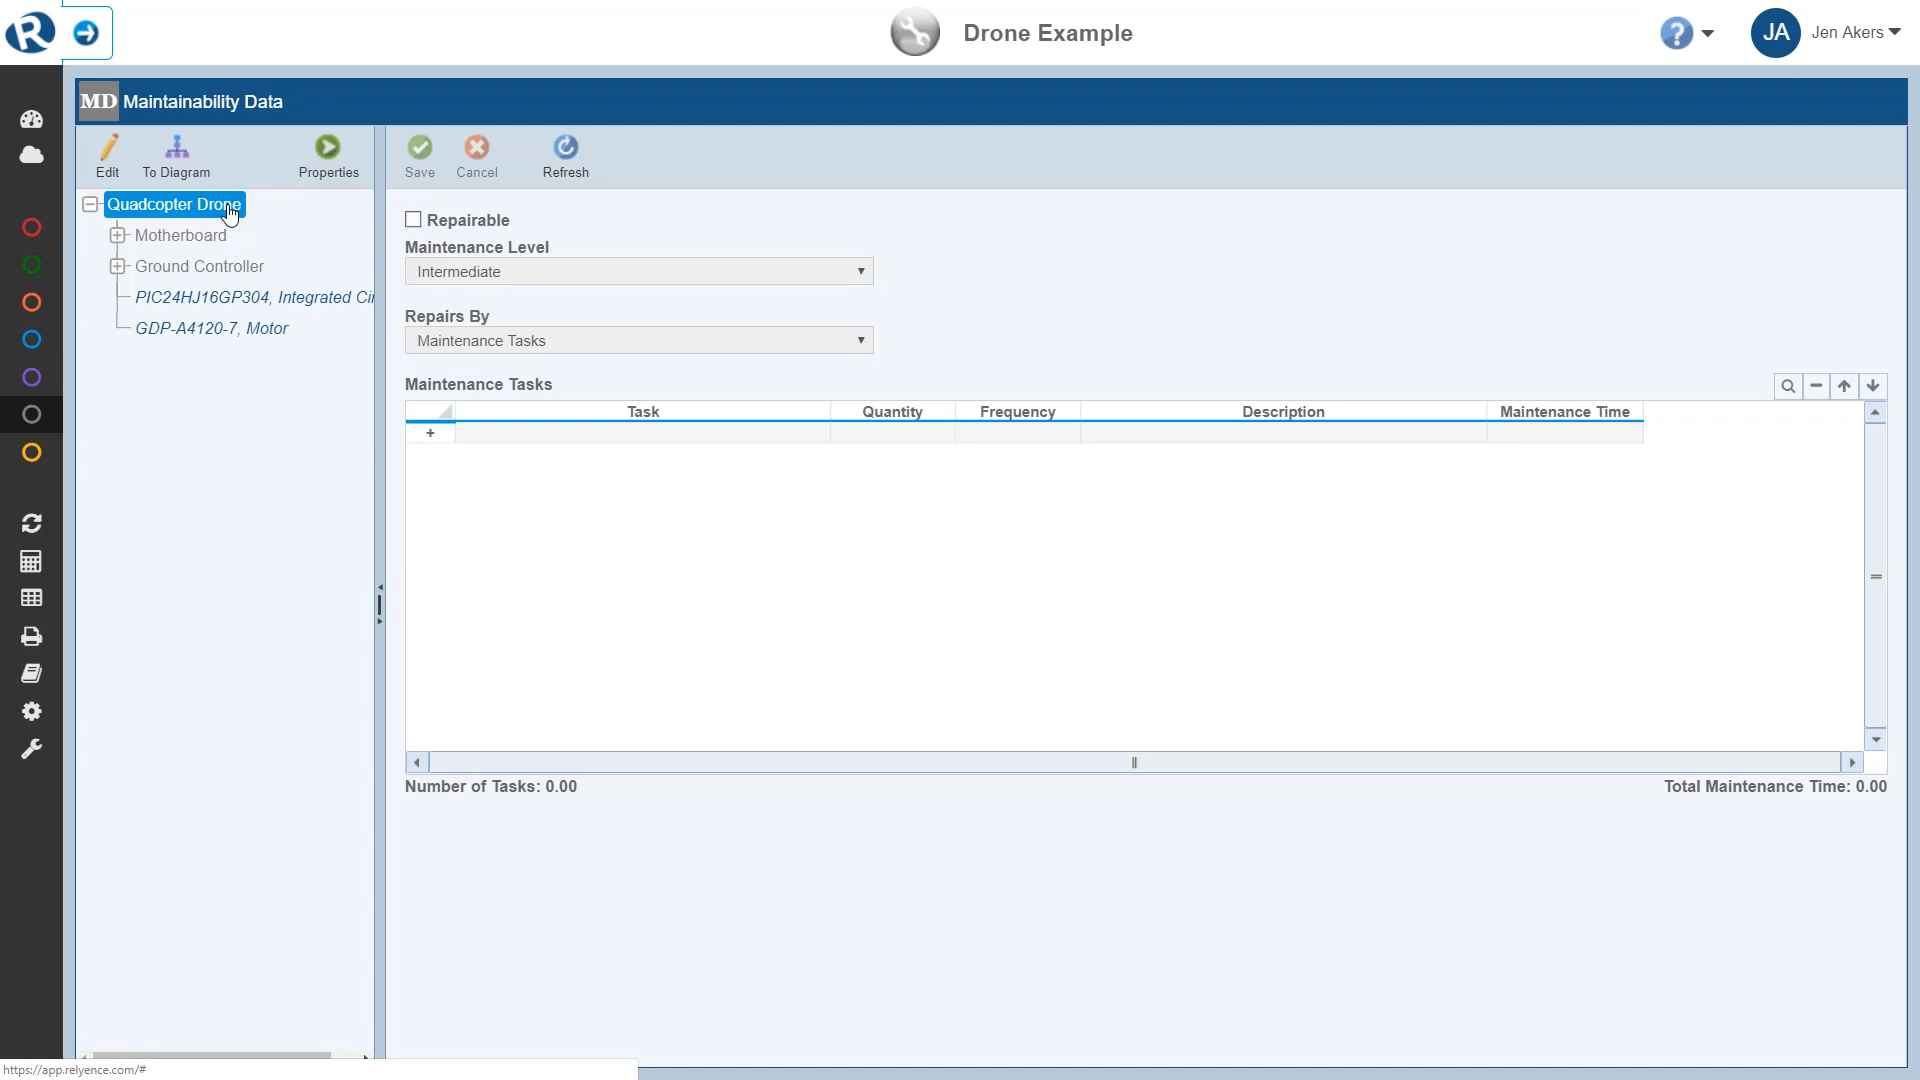 R
Drone Example
?
JA
Jen Akers
MD Maintainability Data
Edit
To Diagram
Properties
Save
Cancel
Refresh
Quadcopter Drone
Motherboard
Ground Controller
PIC24HJ16GP304, Integrated Cir
GDP-A4120-7, Motor
Repairable
Maintenance Level
Intermediate
Repairs By
Maintenance Tasks
Maintenance Tasks
Task Quantity Frequency Description Maintenance Time
+
Number of Tasks: 0.00
Total Maintenance Time: 0.00
https://app.relyence.com/#